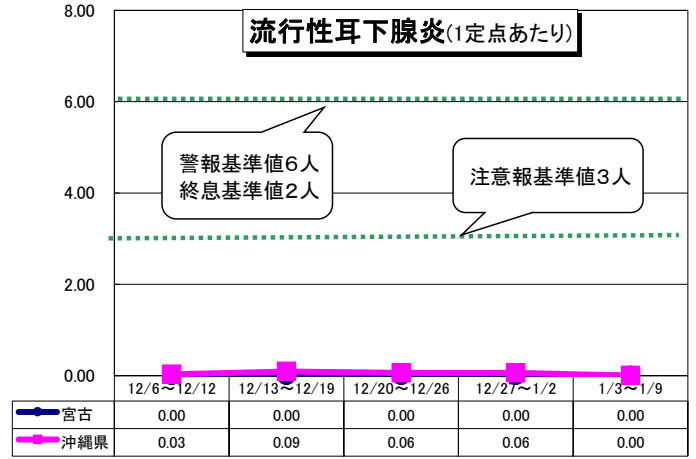 流行性耳下腺炎(1定点あたり)
8.00
6.00
警報基準値6人
終息基準値2人
注意報基準値3人
4.00
2.00
0.00
12/6～12/12 12/13～12/19 12/20～12/26 12/27～1/2 1/3～1/9
宮古 0.00 0.00 0.00 0.00 0.00
沖縄県 0.03 0.09 0.06 0.06 0.00